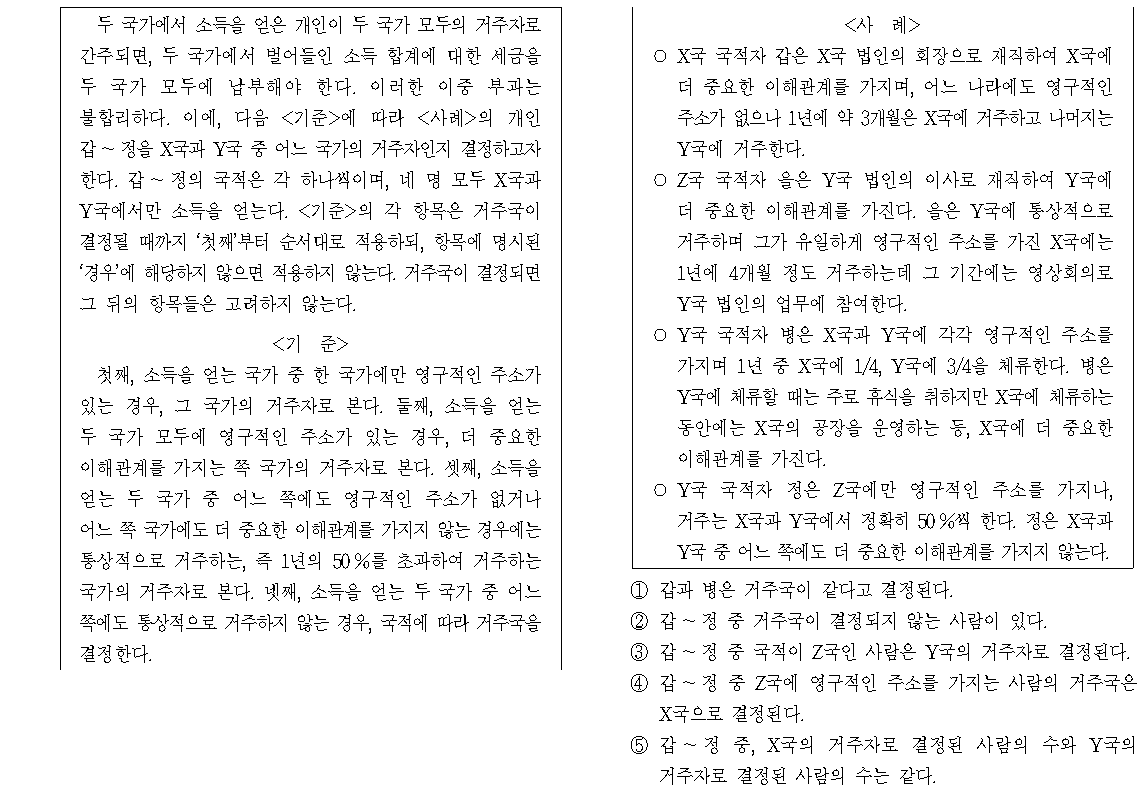 두 국가에서 소득을 얻은 개인이 두 국가 모두의 거주자로
간주되면, 두 국가에서 벌어들인 소득 합계에 대한 세금을
두 국가 모두에 납부해야 한다. 이러한 이중 부과는
불합리하다. 이에, 다음 <기준>에 따라 <사례>의 개인
갑 ~ 정을 X국과 Y국 중 어느 국가의 거주자인지 결정하고자
한다. 갑 ~ 정의 국적은 각 하나씩이며, 네 명 모두 X국과
Y국에서만 소득을 얻는다. <기준>의 각 항목은 거주국이
결정될 때까지 ‘첫째’부터 순서대로 적용하되, 항목에 명시된
‘경우’에 해당하지 않으면 적용하지 않는다. 거주국이 결정되면
그 뒤의 항목들은 고려하지 않는다.
<기 준>
첫째, 소득을 얻는 국가 중 한 국가에만 영구적인 주소가
있는 경우, 그 국가의 거주자로 본다. 둘째, 소득을 얻는
두 국가 모두에 영구적인 주소가 있는 경우, 더 중요한
이해관계를 가지는 쪽 국가의 거주자로 본다. 셋째, 소득을
얻는 두 국가 중 어느 쪽에도 영구적인 주소가 없거나
어느 쪽 국가에도 더 중요한 이해관계를 가지지 않는 경우에는
통상적으로 거주하는, 즉 1년의 50%를 초과하여 거주하는
국가의 거주자로 본다. 넷째, 소득을 얻는 두 국가 중 어느
쪽에도 통상적으로 거주하지 않는 경우, 국적에 따라 거주국을
결정한다.
<사 례>
○ X국 국적자 갑은 X국 법인의 회장으로 재직하여 X국에
더 중요한 이해관계를 가지며, 어느 나라에도 영구적인
주소가 없으나 1년에 약 3개월은 X국에 거주하고 나머지는
Y국에 거주한다.
○ Z국 국적자 을은 Y국 법인의 이사로 재직하여 Y국에
더 중요한 이해관계를 가진다. 을은 Y국에 통상적으로
거주하며 그가 유일하게 영구적인 주소를 가진 X국에는
1년에 4개월 정도 거주하는데 그 기간에는 영상회의로
Y국 법인의 업무에 참여한다.
○ Y국 국적자 병은 X국과 Y국에 각각 영구적인 주소를
가지며 1년 중 X국에 1/4, Y국에 3/4을 체류한다. 병은
Y국에 체류할 때는 주로 휴식을 취하지만 X국에 체류하는
동안에는 X국의 공장을 운영하는 등, X국에 더 중요한
이해관계를 가진다.
○ Y국 국적자 정은 Z국에만 영구적인 주소를 가지나,
거주는 X국과 Y국에서 정확히 50%씩 한다. 정은 X국과
Y국 중 어느 쪽에도 더 중요한 이해관계를 가지지 않는다.
① 갑과 병은 거주국이 같다고 결정된다.
② 갑 ~ 정 중 거주국이 결정되지 않는 사람이 있다.
③ 갑 ~ 정 중 국적이 Z국인 사람은 Y국의 거주자로 결정된다.
④ 갑 ~ 정 중 Z국에 영구적인 주소를 가지는 사람의 거주국은
X국으로 결정된다.
⑤ 갑 ~ 정 중, X국의 거주자로 결정된 사람의 수와 Y국의
거주자로 결정된 사람의 수는 같다.